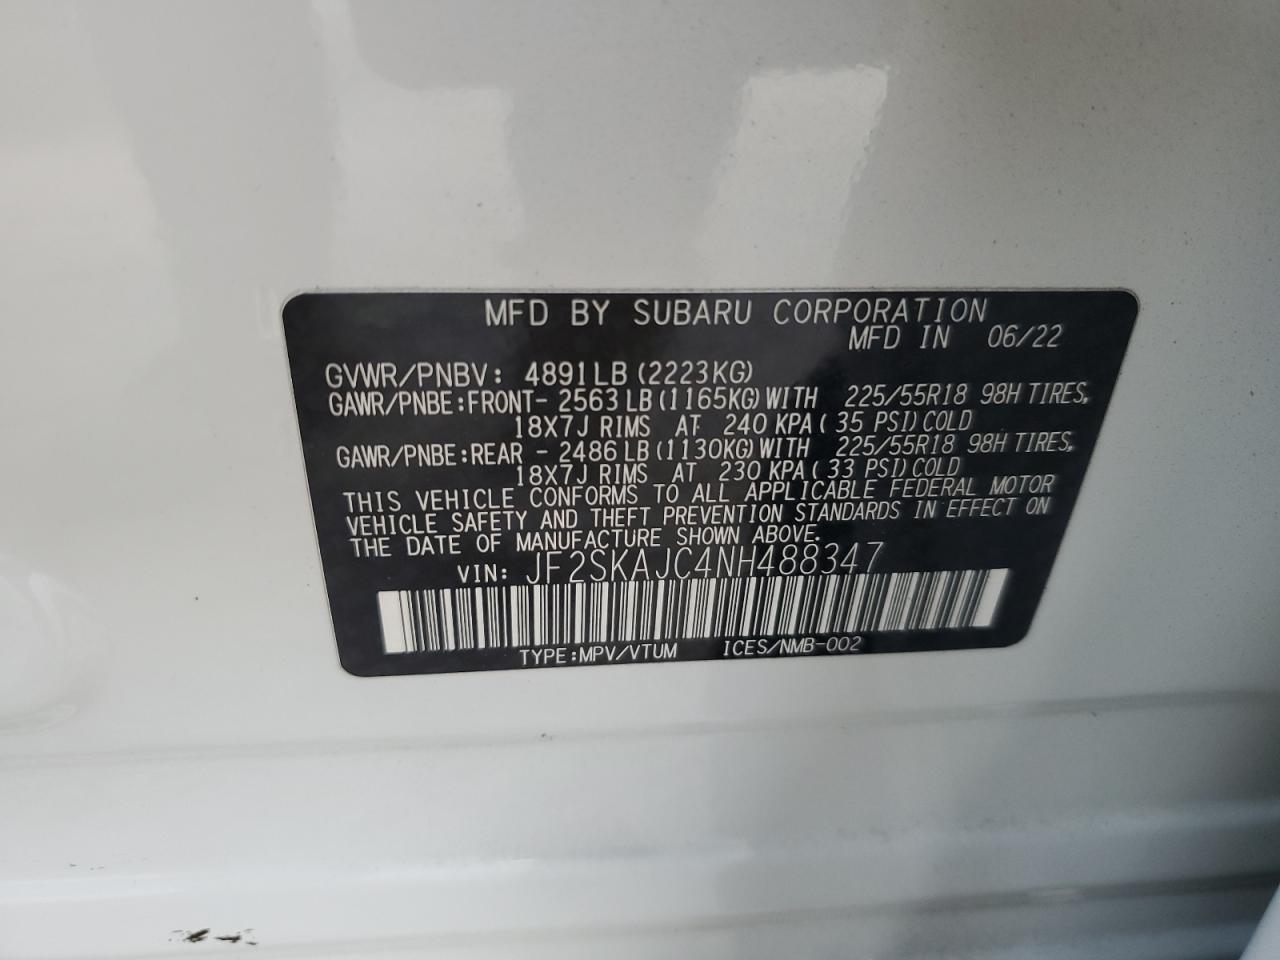 MFD BY SUBARU CORPORATION
MFD IN 06/22
GVWR/PNBV: 4891LB (2223KG)
GAWR/PNBE:FRONT- 2563 LB (1165KG) WITH 225/55R18 98H TIRES,
18X7J RIMS AT 240 KPA ( 35 PSI) COLD
GAWR/PNBE:REAR - 2486 LB (1130KG) WITH 225/55R18 98H TIRES,
18X7J RIMS AT 230 KPA ( 33 PSI) COLD
THIS VEHICLE CONFORMS TO ALL APPLICABLE FEDERAL MOTOR
VEHICLE SAFETY AND THEFT PREVENTION STANDARDS IN EFFECT ON
THE DATE OF MANUFACTURE SHOWN ABOVE.
VIN: JF2SKAJC4NH488347
TYPE:MPV/VTUM ICES/NMB-002